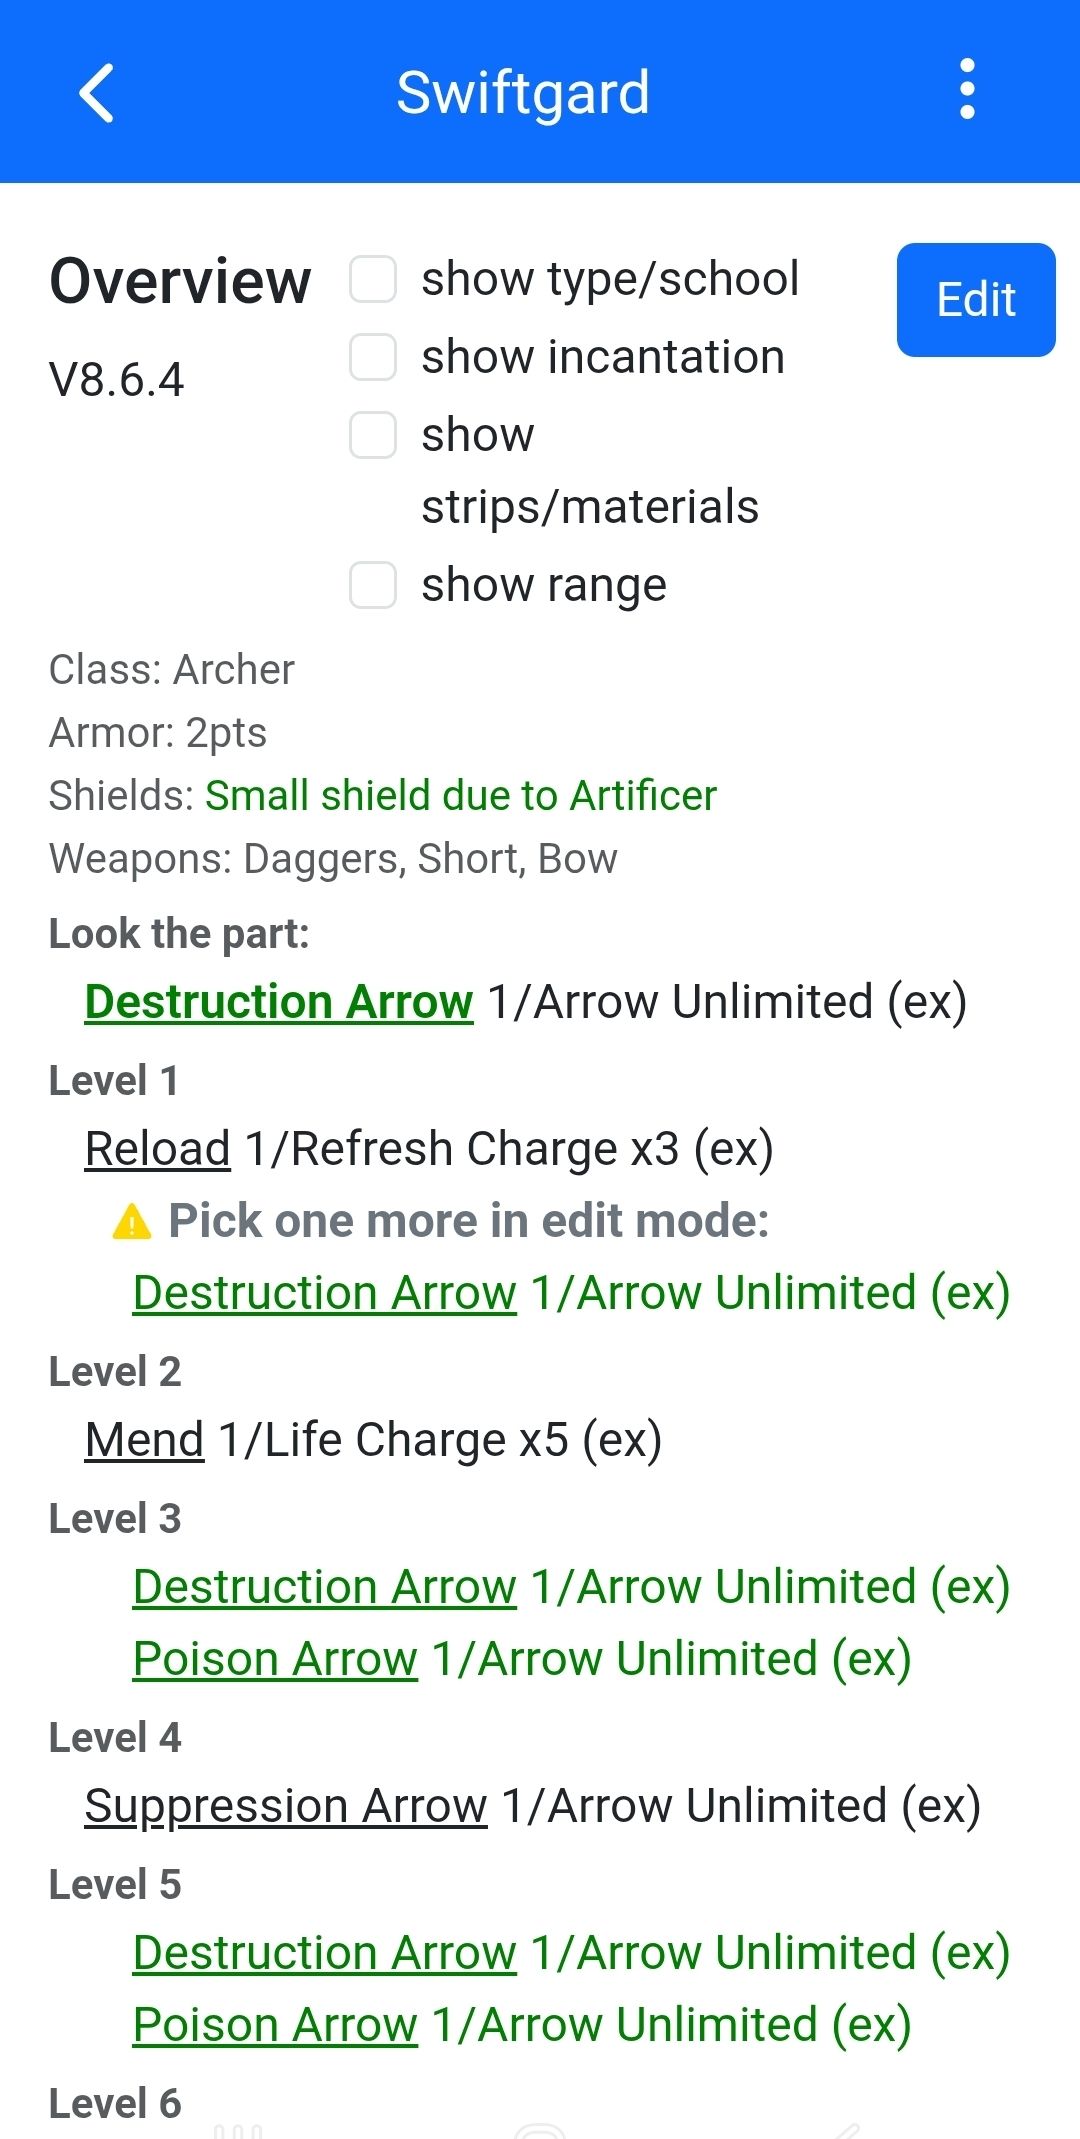 Swiftgard
Overview
V8.6.4
show type/school
show incantation
show
strips/materials
show range
Edit
Class: Archer
Armor: 2pts
Shields: Small shield due to Artificer
Weapons: Daggers, Short, Bow
Look the part:
Destruction Arrow 1/Arrow Unlimited (ex)
Level 1
Reload 1/Refresh Charge x3 (ex)
Pick one more in edit mode:
Destruction Arrow 1/Arrow Unlimited (ex)
Level 2
Mend 1/Life Charge x5 (ex)
Level 3
Destruction Arrow 1/Arrow Unlimited (ex)
Poison Arrow 1/Arrow Unlimited (ex)
Level 4
Suppression Arrow 1/Arrow Unlimited (ex)
Level 5
Destruction Arrow 1/Arrow Unlimited (ex)
Poison Arrow 1/Arrow Unlimited (ex)
Level 6